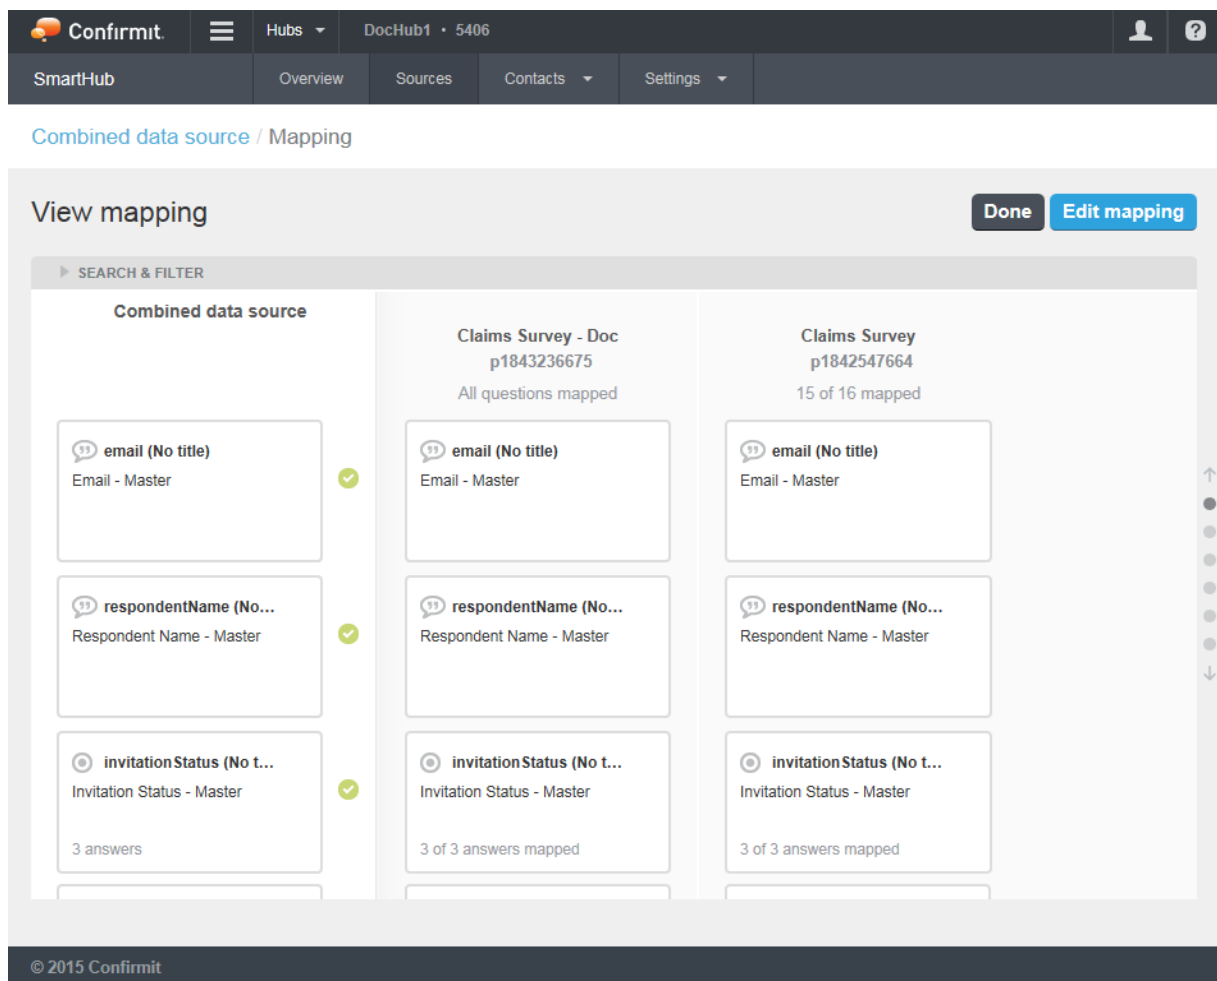 Confirmit.
Hubs
DocHub1 • 5406
SmartHub
Overview
Sources
Contacts
Settings
Combined data source / Mapping
View mapping
Done
Edit mapping
SEARCH & FILTER
Combined data source
Claims Survey - Doc
p1843236675
All questions mapped
Claims Survey
p1842547664
15 of 16 mapped
email (No title)
Email - Master
email (No title)
Email - Master
email (No title)
Email - Master
respondentName (No...
Respondent Name - Master
respondentName (No...
Respondent Name - Master
respondentName (No...
Respondent Name - Master
invitationStatus (No t...
Invitation Status - Master
3 answers
invitationStatus (No t...
Invitation Status - Master
3 of 3 answers mapped
invitationStatus (No t...
Invitation Status - Master
3 of 3 answers mapped
© 2015 Confirmit